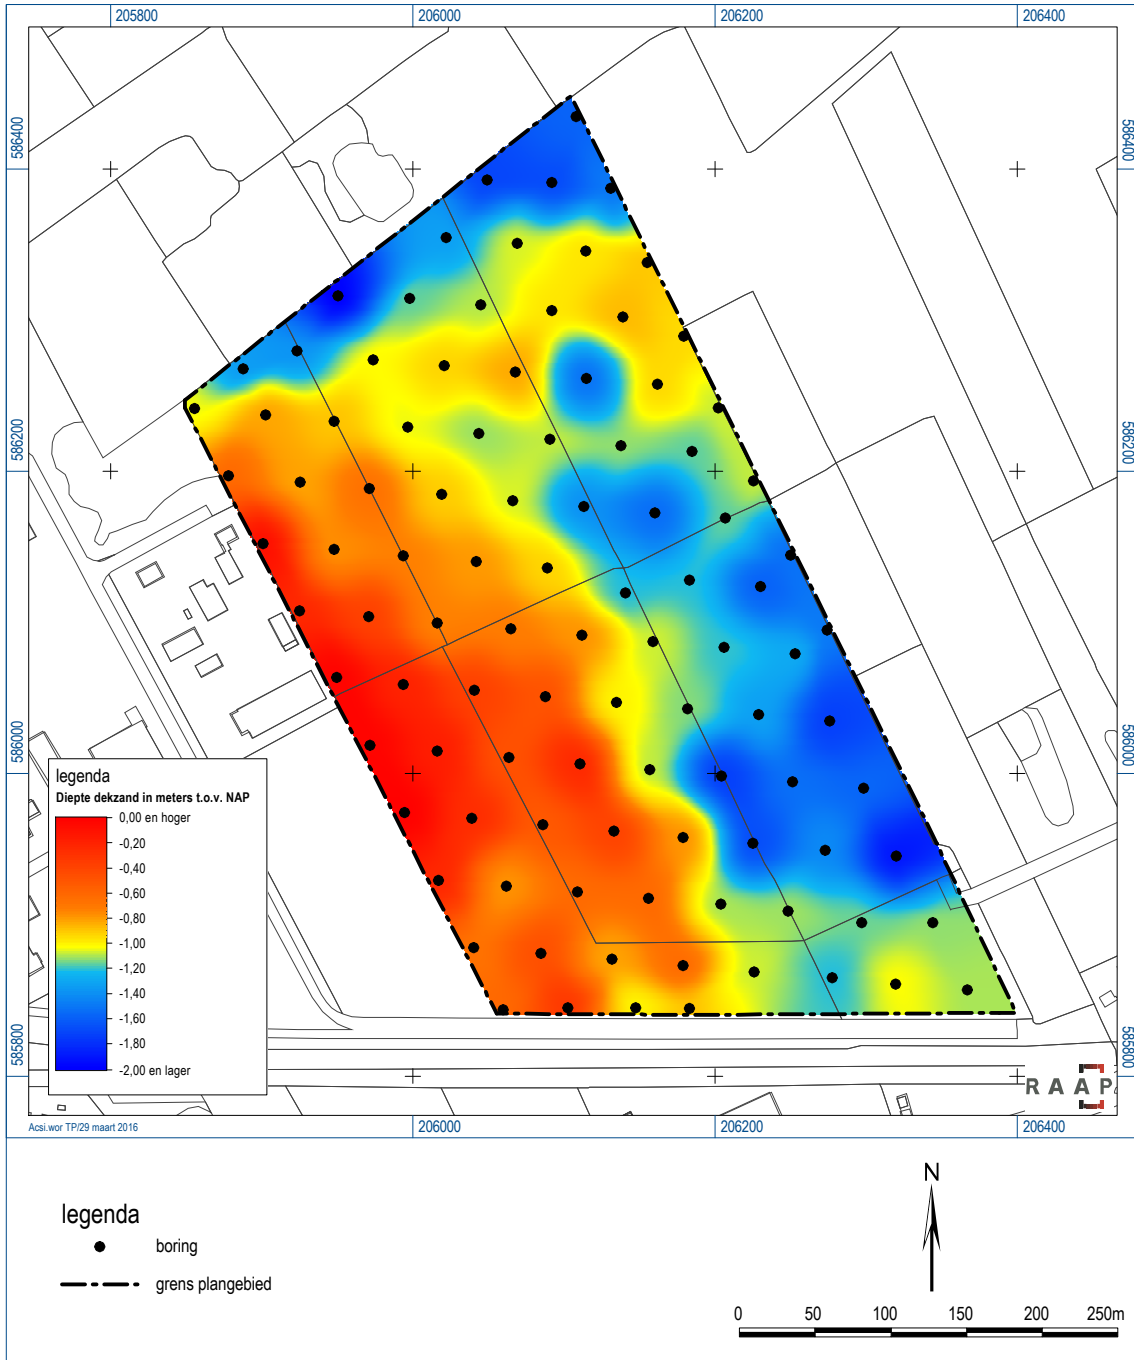 205800 206000 206200 206400
586400 586400
586200 586200
586000 586000
legenda
Diepte dekzand in meters t.o.v. NAP
0,00 en hoger
-0,20
-0,40
-0,60
-0,80
-1,00
-1,20
-1,40
-1,60
-1,80
-2,00 en lager
585800 585800
RAAP
Acsi.wor TP/29 maart 2016
206000 206200 206400
N
legenda
boring
grens plangebied
0 50 100 150 200 250m